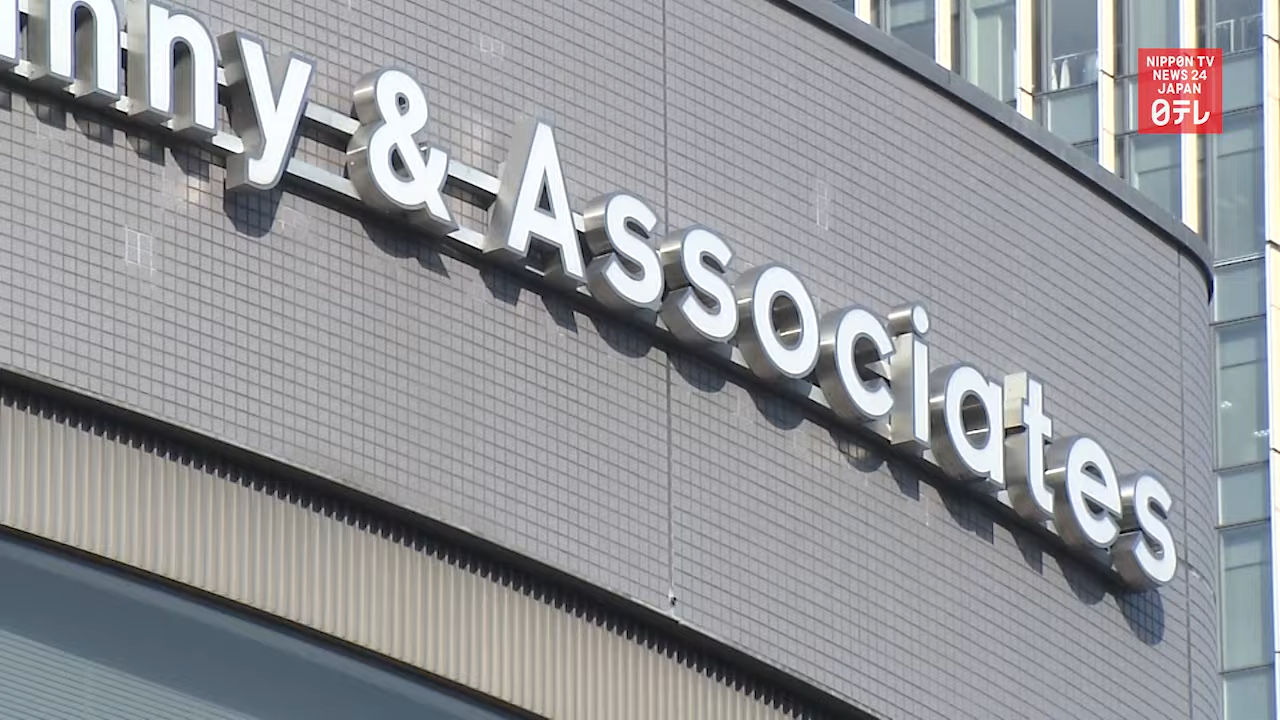 nny & Associates
NIPPON TV
NEWS 24
JAPAN
日テレ